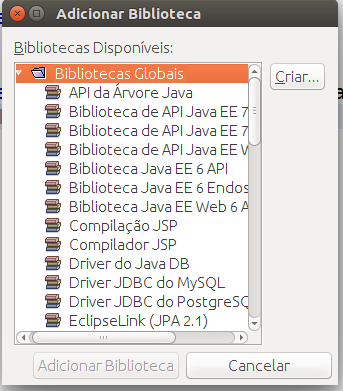 Adicionar Biblioteca
Bibliotecas Disponíveis:
Bibliotecas Globais
Criar...
API da Árvore Java
Biblioteca de API Java EE 7
Biblioteca de API Java EE 7
Biblioteca de API Java EE W
Biblioteca Java EE 6 API
Biblioteca Java EE 6 Endos
Biblioteca Java EE Web 6 A
Compilação JSP
Compilador JSP
Driver do Java DB
Driver JDBC do MySQL
Driver JDBC do PostgreSQ
EclipseLink (JPA 2.1)
Adicionar Biblioteca
Cancelar